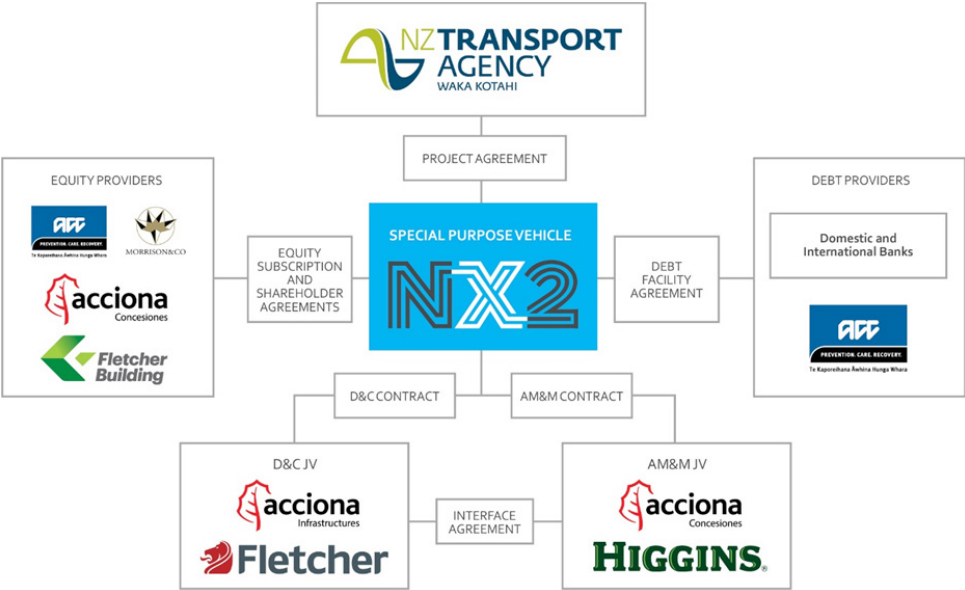 NZ TRANSPORT
AGENCY
WAKA KOTAHI
PROJECT AGREEMENT
EQUITY PROVIDERS
ACC
PREVENTION. CARE. RECOVERY.
Te Kaporeihana Āwhina Hunga Whara
MORRISON&CO
acciona
Concesiones
Fletcher
Building
EQUITY
SUBSCRIPTION
AND
SHAREHOLDER
AGREEMENTS
SPECIAL PURPOSE VEHICLE
NX2
DEBT
FACILITY
AGREEMENT
DEBT PROVIDERS
Domestic and
International Banks
ACC
PREVENTION. CARE. RECOVERY.
Te Kaporeihana Āwhina Hunga Whara
D&C CONTRACT
AM&M CONTRACT
D&C JV
acciona
Infrastructures
Fletcher
INTERFACE
AGREEMENT
AM&M JV
acciona
Concesiones
HIGGINS